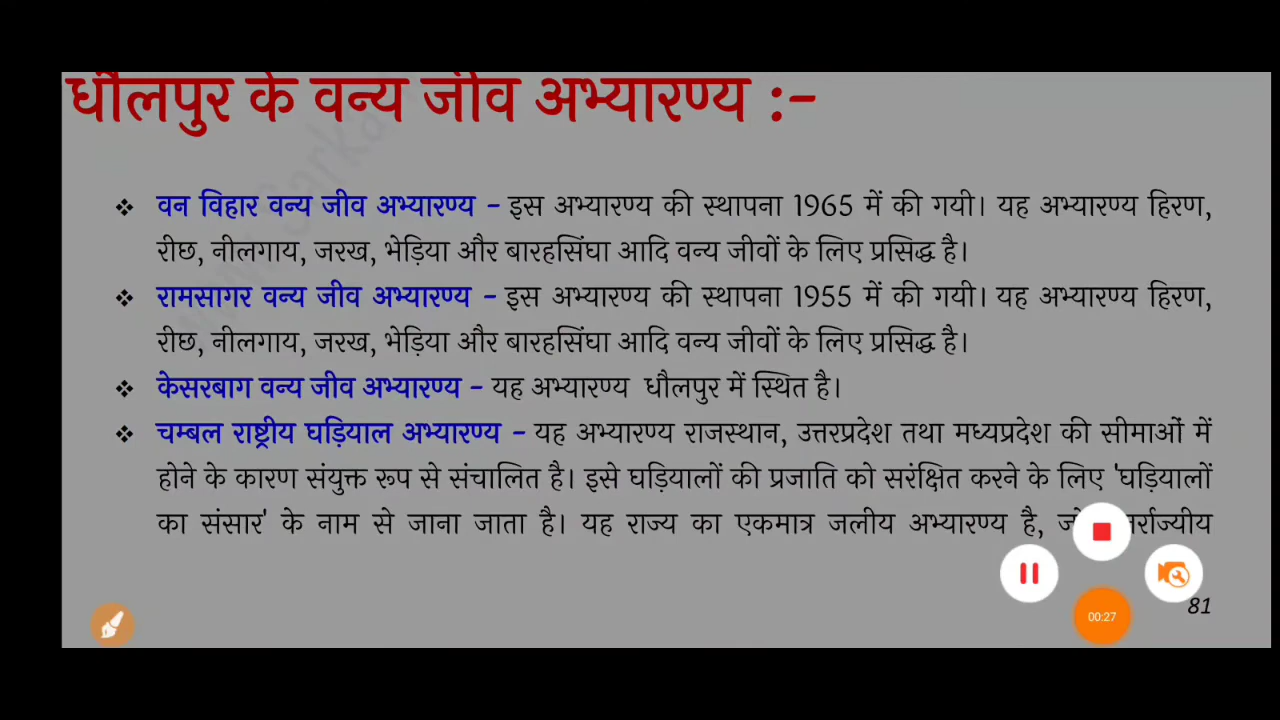 धौलपुर के वन्य जीव अभ्यारण्य :-
❖ वन विहार वन्य जीव अभ्यारण्य - इस अभ्यारण्य की स्थापना 1965 में की गयी। यह अभ्यारण्य हिरण,
रीछ, नीलगाय, जरख, भेड़िया और बारहसिंघा आदि वन्य जीवों के लिए प्रसिद्ध है।
❖ रामसागर वन्य जीव अभ्यारण्य - इस अभ्यारण्य की स्थापना 1955 में की गयी। यह अभ्यारण्य हिरण,
रीछ, नीलगाय, जरख, भेड़िया और बारहसिंघा आदि वन्य जीवों के लिए प्रसिद्ध है।
❖ केसरबाग वन्य जीव अभ्यारण्य - यह अभ्यारण्य धौलपुर में स्थित है।
❖ चम्बल राष्ट्रीय घड़ियाल अभ्यारण्य - यह अभ्यारण्य राजस्थान, उत्तरप्रदेश तथा मध्यप्रदेश की सीमाओं में
होने के कारण संयुक्त रूप से संचालित है। इसे घड़ियालों की प्रजाति को सरंक्षित करने के लिए 'घड़ियालों
का संसार' के नाम से जाना जाता है। यह राज्य का एकमात्र जलीय अभ्यारण्य है,
81
00:27